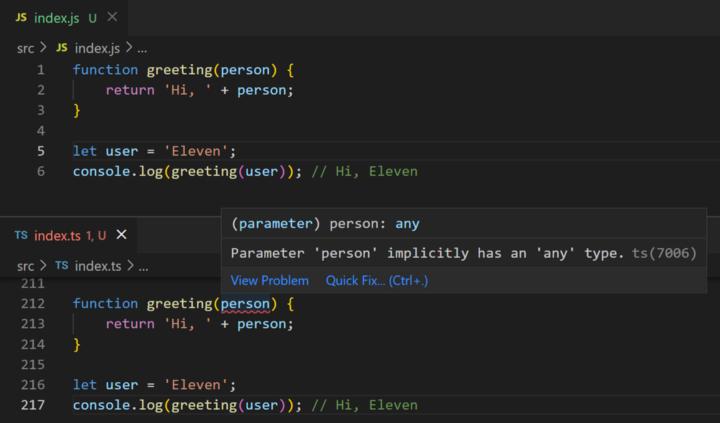 JS index.js U ×
src > JS index.js > ...
1 function greeting(person) {
2 return 'Hi, ' + person;
3 }
4
5 let user = 'Eleven';
6 console.log(greeting(user)); // Hi, Eleven
(parameter) person: any
TS index.ts 1, U ×
Parameter 'person' implicitly has an 'any' type. ts(7006)
src > TS index.ts > ...
View Problem Quick Fix... (Ctrl+.)
211
212 function greeting(person) {
213 return 'Hi, ' + person;
214 }
215
216 let user = 'Eleven';
217 console.log(greeting(user)); // Hi, Eleven